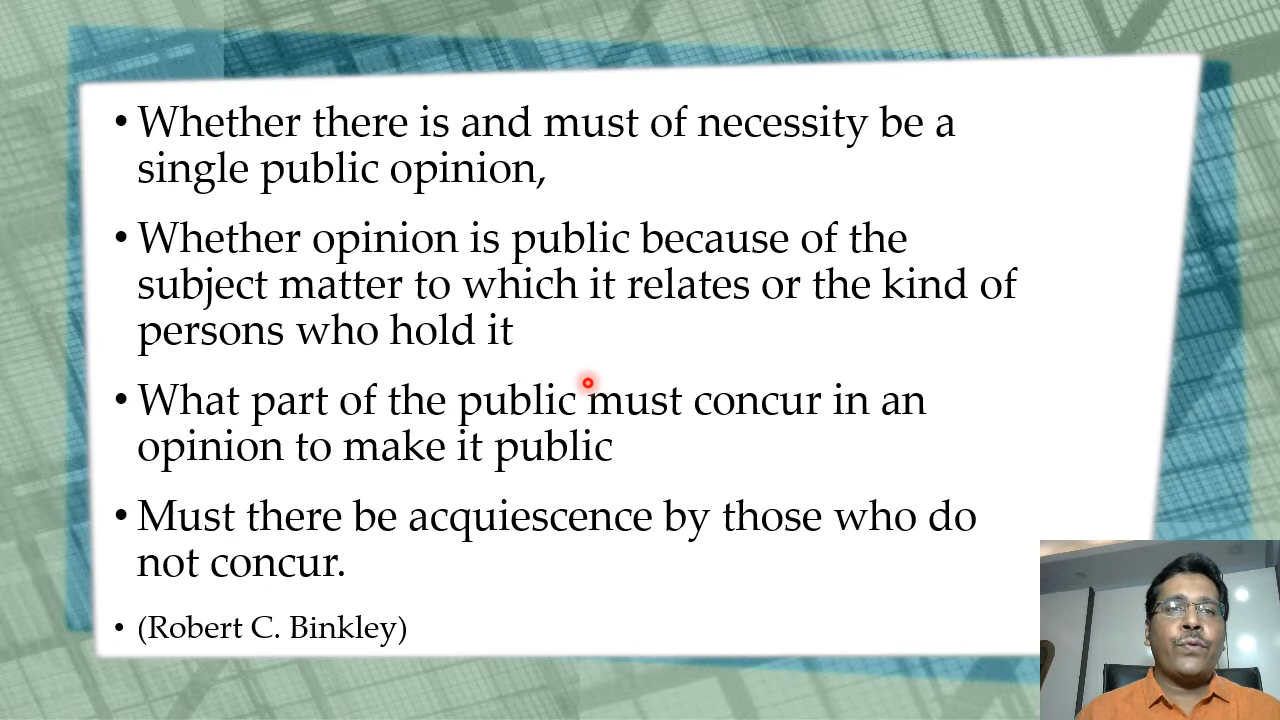 • Whether there is and must of necessity be a
single public opinion,
• Whether opinion is public because of the
subject matter to which it relates or the kind of
persons who hold it
• What part of the public must concur in an
opinion to make it public
• Must there be acquiescence by those who do
not concur.
• (Robert C. Binkley)